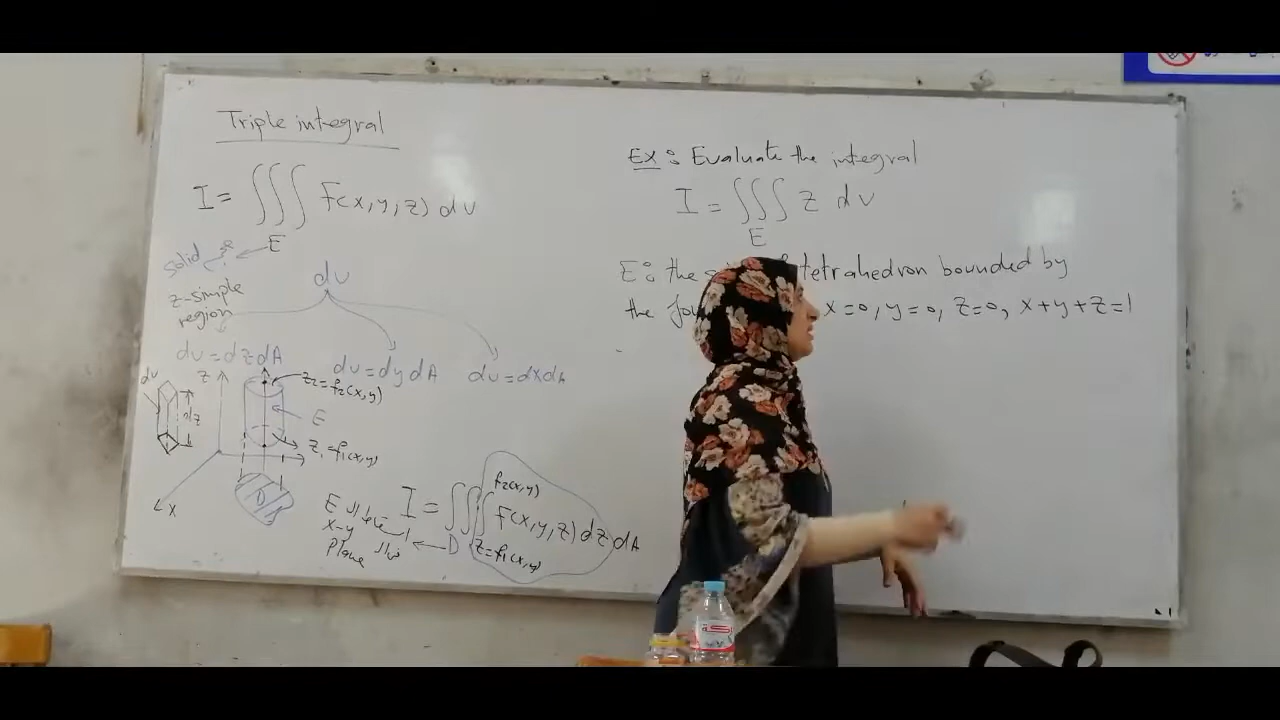 Triple integral
I = ∭ f(x,y,z) dv
E
solid
z-simple
region
dv
dv = dz dA
dv = dy dA
dv = dx dA
dv
dz
z
z₂=f₂(x,y)
E
z₁=f₁(x,y)
D
x
E
x-y
plane
I = ∬ ∫ f(x,y,z) dz dA
f₂(x,y)
D
z=f₁(x,y)
Ex: Evaluate the integral
I = ∭ z dv
E
E: the tetrahedron bounded by
the x=0, y=0, z=0, x+y+z=1